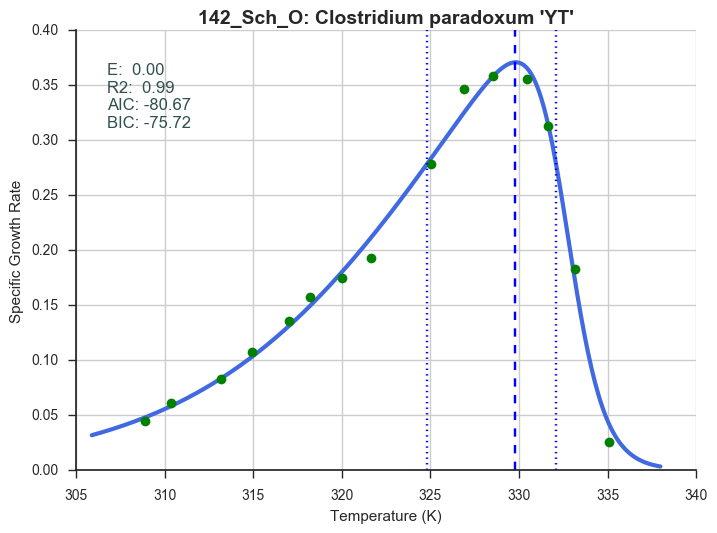 142_Sch_O: Clostridium paradoxum 'YT'
E:  0.00
R2:  0.99
AIC: -80.67
BIC: -75.72
Specific Growth Rate
0.40
0.35
0.30
0.25
0.20
0.15
0.10
0.05
0.00
305 310 315 320 325 330 335 340
Temperature (K)